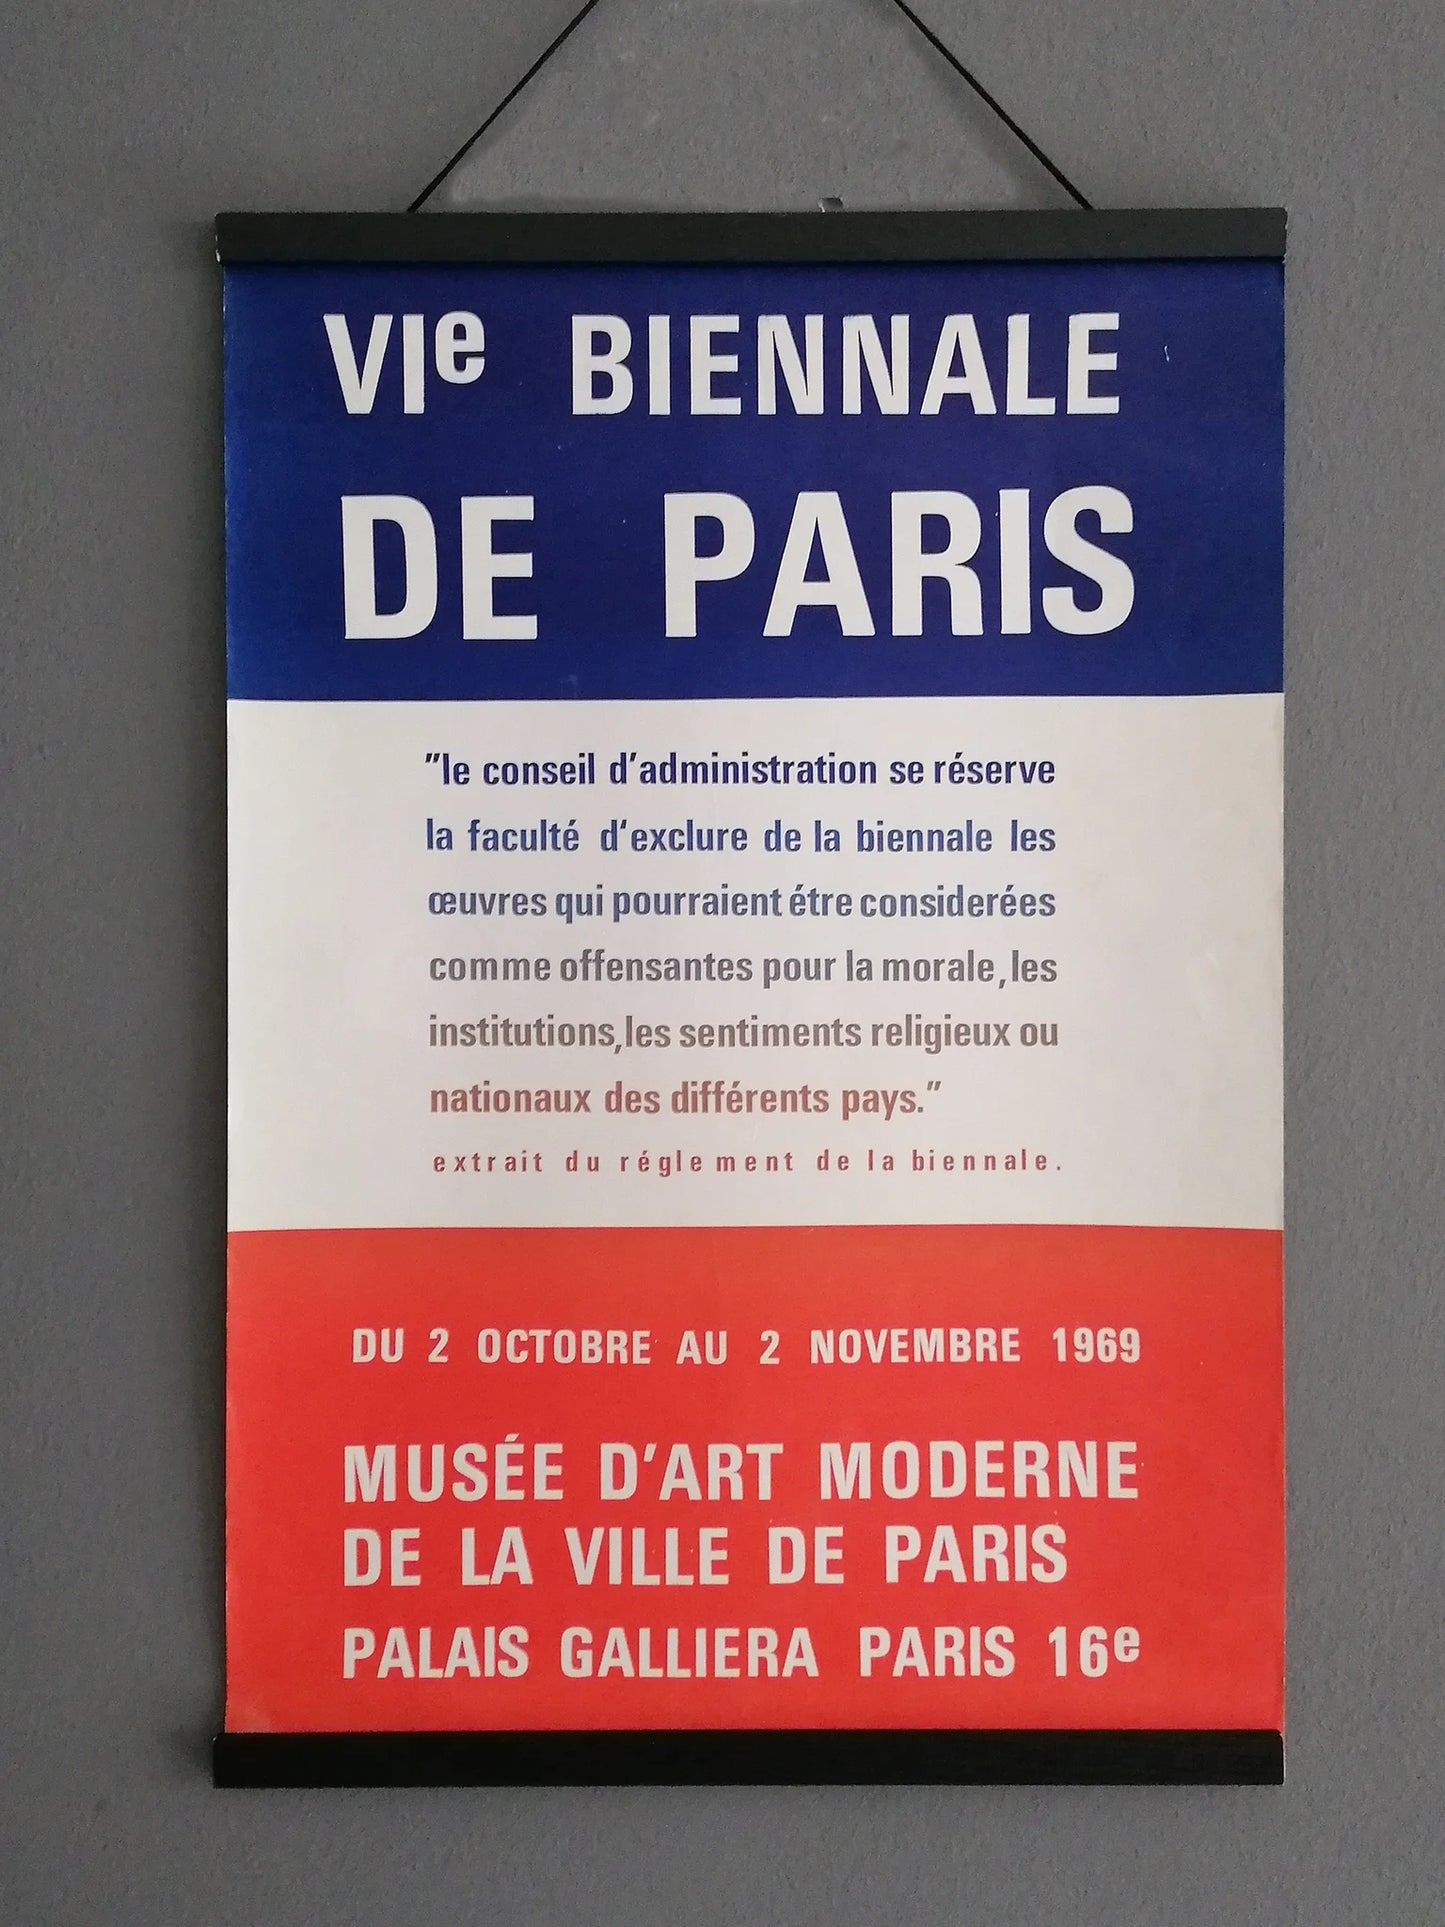 VIe BIENNALE
DE PARIS
"le conseil d'administration se réserve
la faculté d'exclure de la biennale les
œuvres qui pourraient étre considerées
comme offensantes pour la morale, les
institutions, les sentiments religieux ou
nationaux des différents pays."
extrait du réglement de la biennale.
DU 2 OCTOBRE AU 2 NOVEMBRE 1969
MUSÉE D'ART MODERNE
DE LA VILLE DE PARIS
PALAIS GALLIERA PARIS 16e